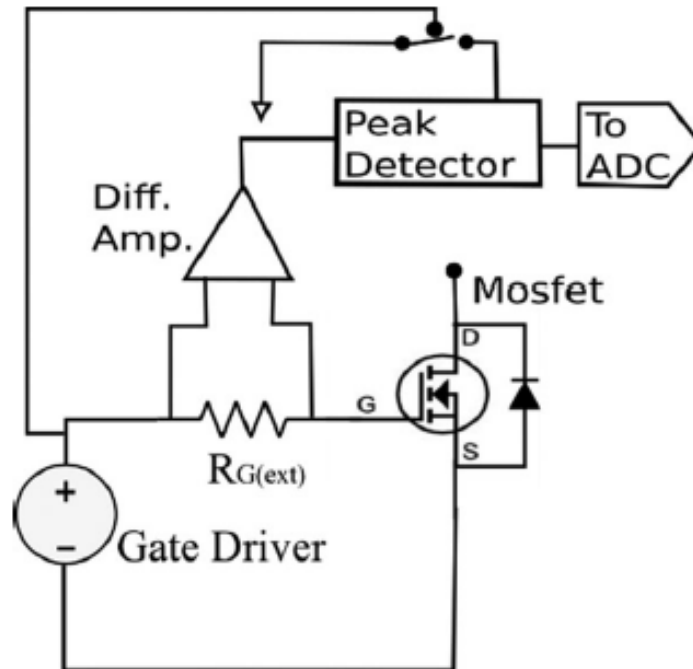 Peak
Detector
To
ADC
Diff.
Amp.
Mosfet
D
G
S
RG(ext)
+
−
Gate Driver